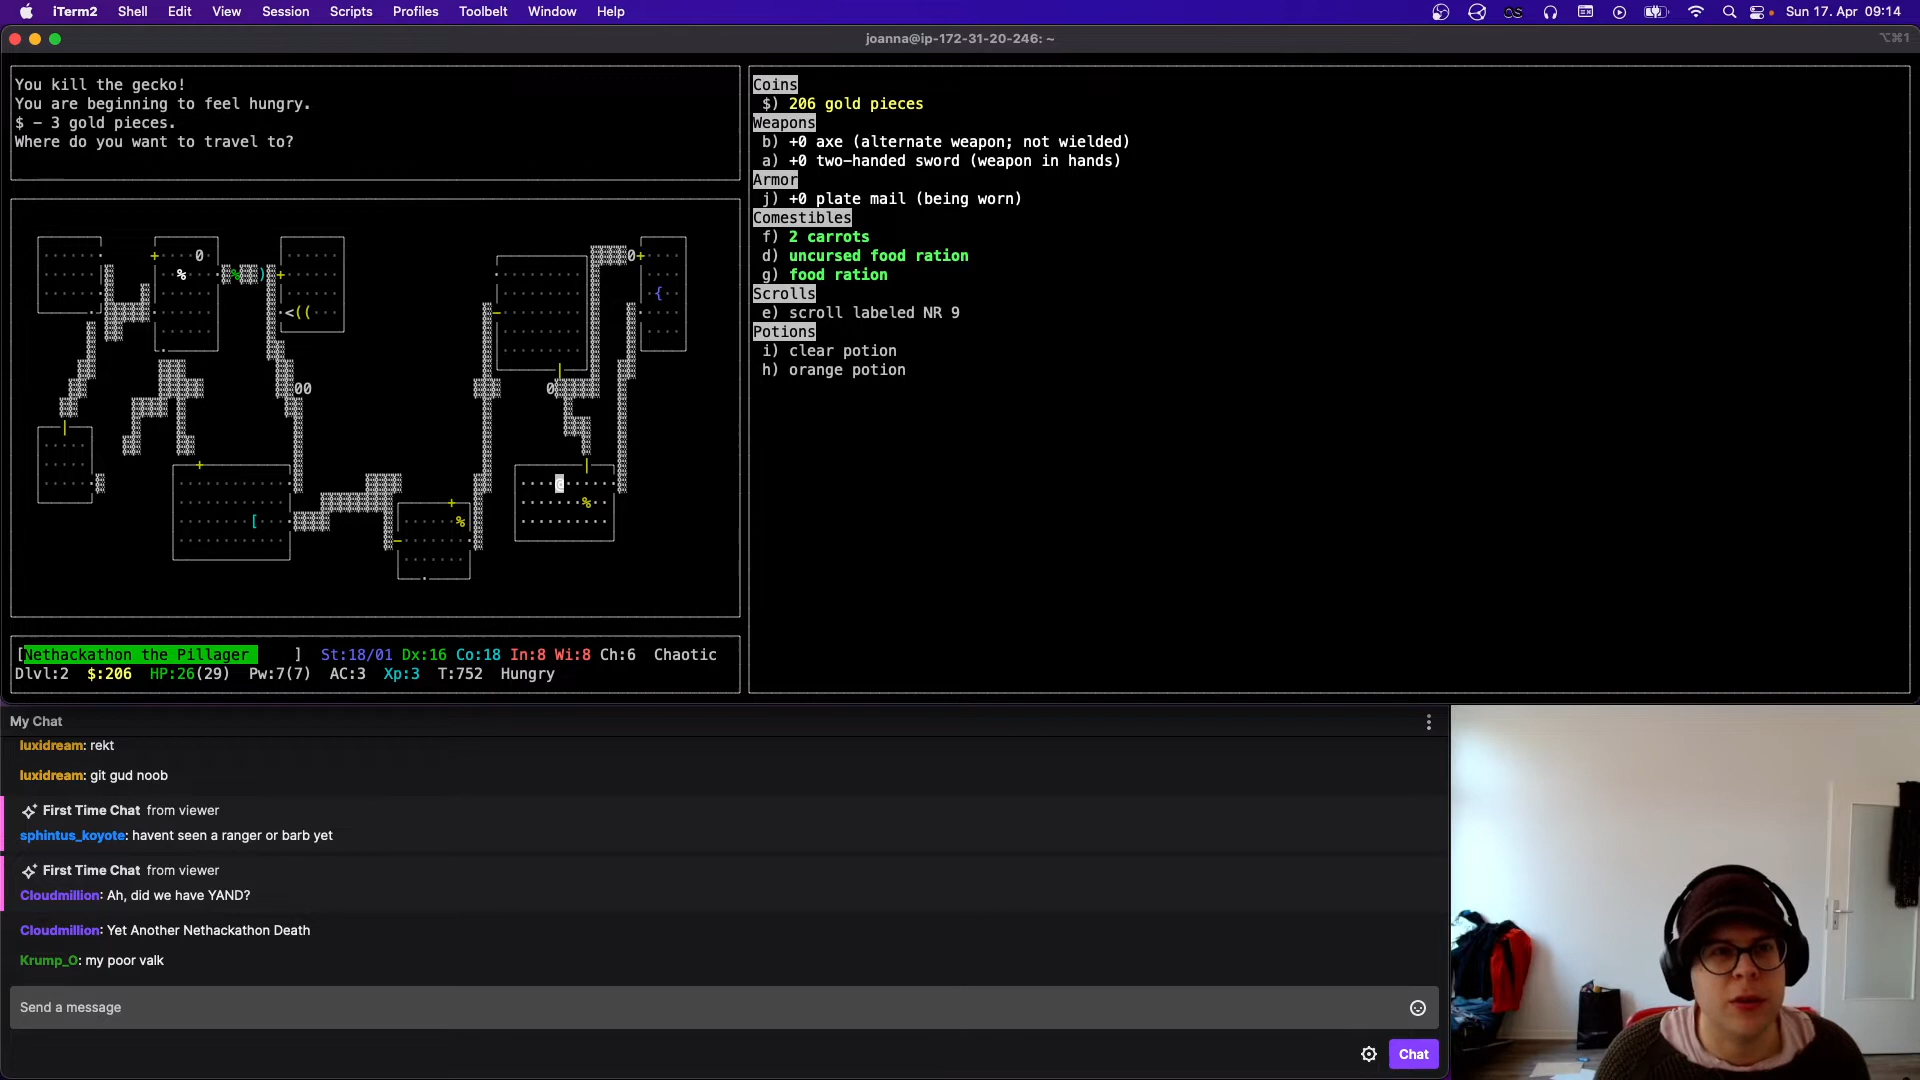 iTerm2 Shell Edit View Session Scripts Profiles Toolbelt Window Help
Sun 17. Apr 09:14
joanna@ip-172-31-20-246: ~
⌥⌘1
You kill the gecko!
You are beginning to feel hungry.
$ - 3 gold pieces.
Where do you want to travel to?
Coins
$) 206 gold pieces
Weapons
b) +0 axe (alternate weapon; not wielded)
a) +0 two-handed sword (weapon in hands)
Armor
j) +0 plate mail (being worn)
Comestibles
f) 2 carrots
d) uncursed food ration
g) food ration
Scrolls
e) scroll labeled NR 9
Potions
i) clear potion
h) orange potion
[Nethackathon the Pillager ] St:18/01 Dx:16 Co:18 In:8 Wi:8 Ch:6 Chaotic
Dlvl:2 $:206 HP:26(29) Pw:7(7) AC:3 Xp:3 T:752 Hungry
My Chat
luxidream: rekt
luxidream: git gud noob
First Time Chat from viewer
sphintus_koyote: havent seen a ranger or barb yet
First Time Chat from viewer
Cloudmillion: Ah, did we have YAND?
Cloudmillion: Yet Another Nethackathon Death
Krump_O: my poor valk
Send a message
Chat